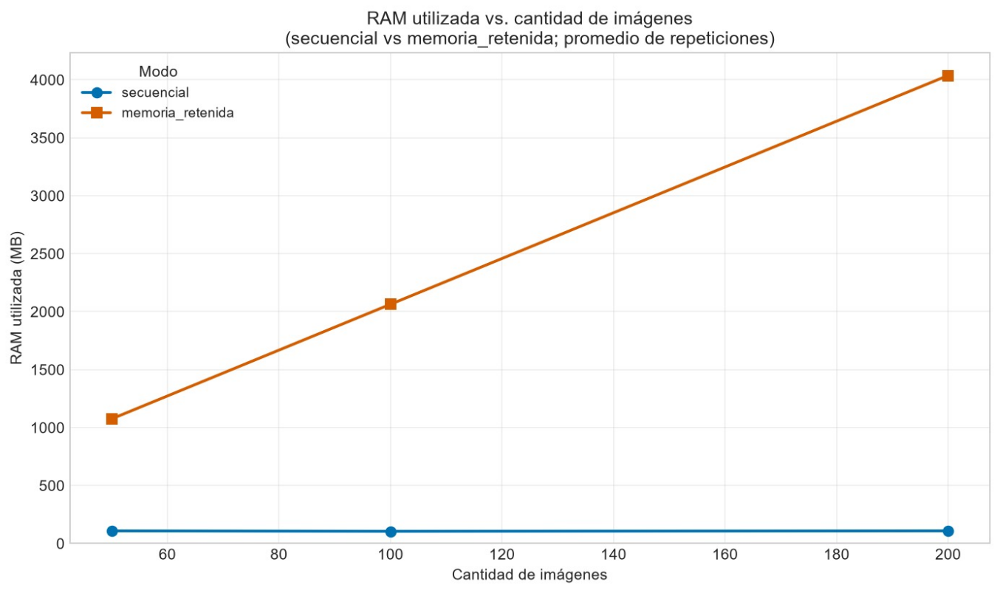 RAM utilizada vs. cantidad de imágenes
(secuencial vs memoria_retenida; promedio de repeticiones)
Modo
secuencial
memoria_retenida
4000
3500
3000
2500
2000
1500
1000
500
0
RAM utilizada (MB)
60 80 100 120 140 160 180 200
Cantidad de imágenes